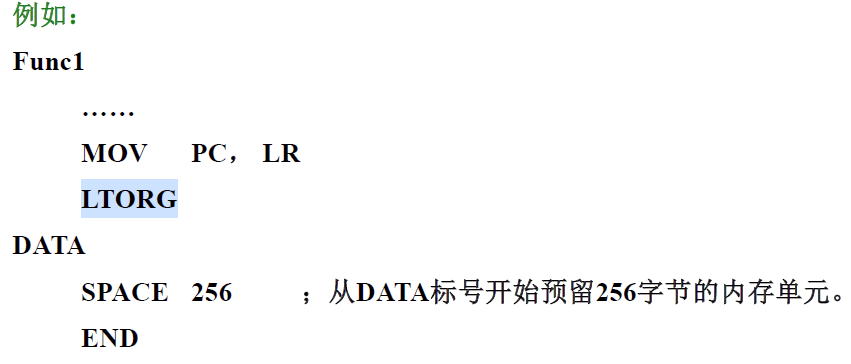 例如：
Func1
……
MOV PC， LR
LTORG
DATA
SPACE 256 ；从DATA标号开始预留256字节的内存单元。
END